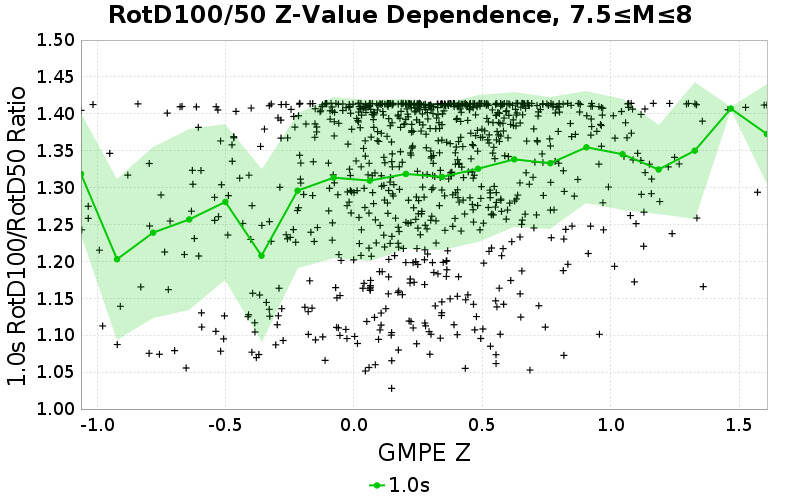 RotD100/50 Z-Value Dependence, 7.5≤M≤8
1.0s RotD100/RotD50 Ratio
1.50
1.45
1.40
1.35
1.30
1.25
1.20
1.15
1.10
1.05
1.00
-1.0 -0.5 0.0 0.5 1.0 1.5
GMPE Z
1.0s